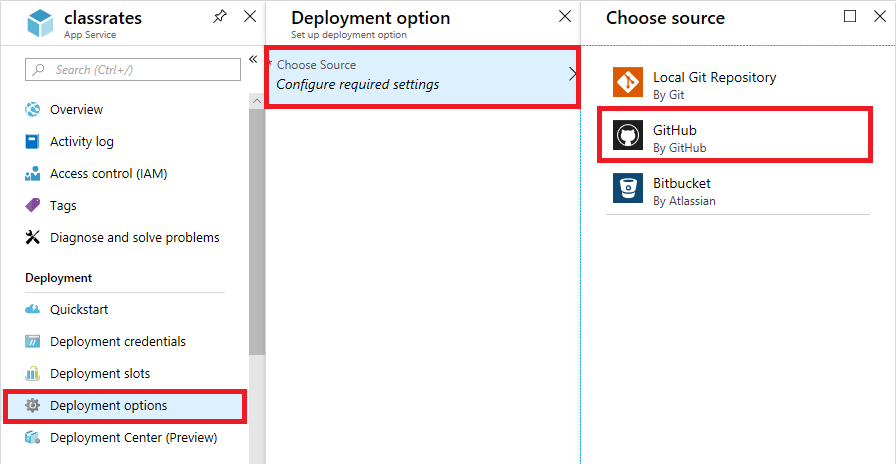 classrates
App Service
Search (Ctrl+/)
Overview
Activity log
Access control (IAM)
Tags
Diagnose and solve problems
Deployment
Quickstart
Deployment credentials
Deployment slots
Deployment options
Deployment Center (Preview)
Deployment option
Set up deployment option
* Choose Source
Configure required settings
Choose source
Local Git Repository
By Git
GitHub
By GitHub
Bitbucket
By Atlassian